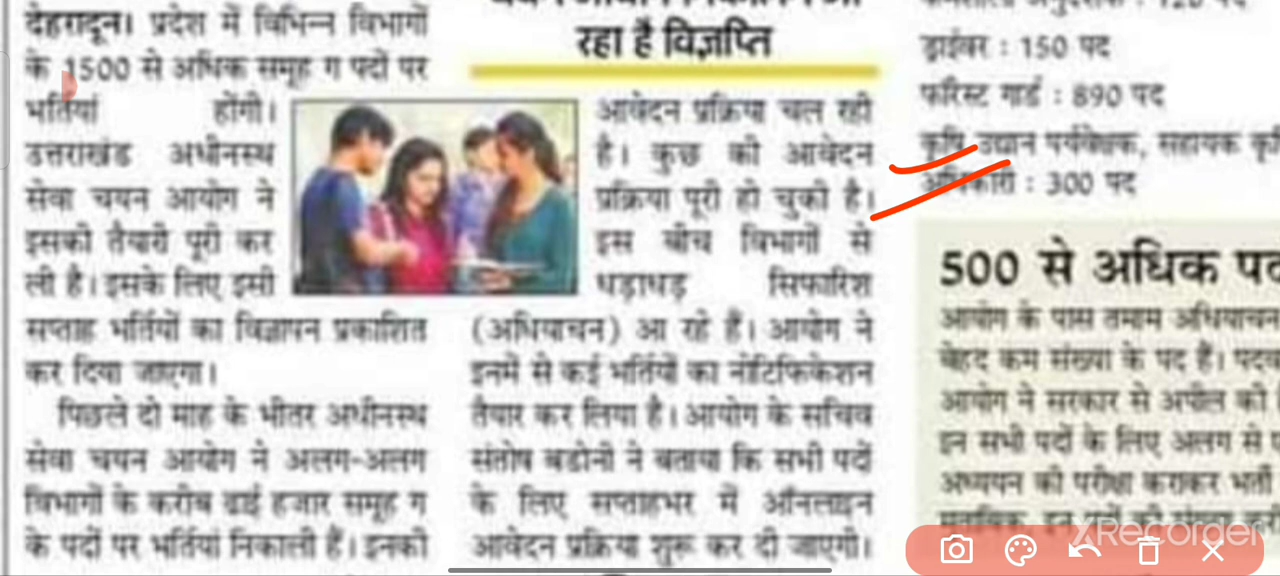 देहरादून। प्रदेश में विभिन्न विभागों
के 1500 से अधिक समूह ग पदों पर
भर्तियां होंगी।
उत्तराखंड अधीनस्थ
सेवा चयन आयोग ने
इसको तैयारी पूरी कर
ली है। इसके लिए इसी
सप्ताह भर्तियों का विज्ञापन प्रकाशित
कर दिया जाएगा।
पिछले दो माह के भीतर अधीनस्थ
सेवा चयन आयोग ने अलग-अलग
विभागों के करीब ढाई हजार समूह ग
के पदों पर भर्तियां निकाली हैं। इनकी
रहा है विज्ञप्ति
आवेदन प्रक्रिया चल रही
है। कुछ की आवेदन
प्रक्रिया पूरी हो चुकी है।
इस बीच विभागों से
धड़ाधड़ सिफारिश
(अधियाचन) आ रहे हैं। आयोग ने
इनमें से कई भर्तियों का नोटिफिकेशन
तैयार कर लिया है। आयोग के सचिव
संतोष बडोनी ने बताया कि सभी पदों
के लिए सप्ताहभर में ऑनलाइन
आवेदन प्रक्रिया शुरू कर दी जाएगी।
ड्राइवर : 150 पद
फॉरेस्ट गार्ड : 890 पद
कृषि उद्यान पर्यवेक्षक, सहायक
अधिकारी : 300 पद
500 से अधिक
आयोग के पास तमाम अधियाचन
बेहद कम संख्या के पद हैं।
आयोग ने सरकार से अपील की
इन सभी पदों के लिए अलग से
अध्ययन की परीक्षा कराकर भर्ती
XRecorder